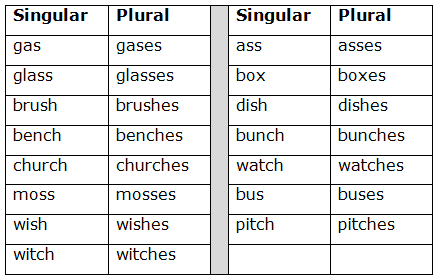 Singular Plural Singular Plural
gas gases ass asses
glass glasses box boxes
brush brushes dish dishes
bench benches bunch bunches
church churches watch watches
moss mosses bus buses
wish wishes pitch pitches
witch witches